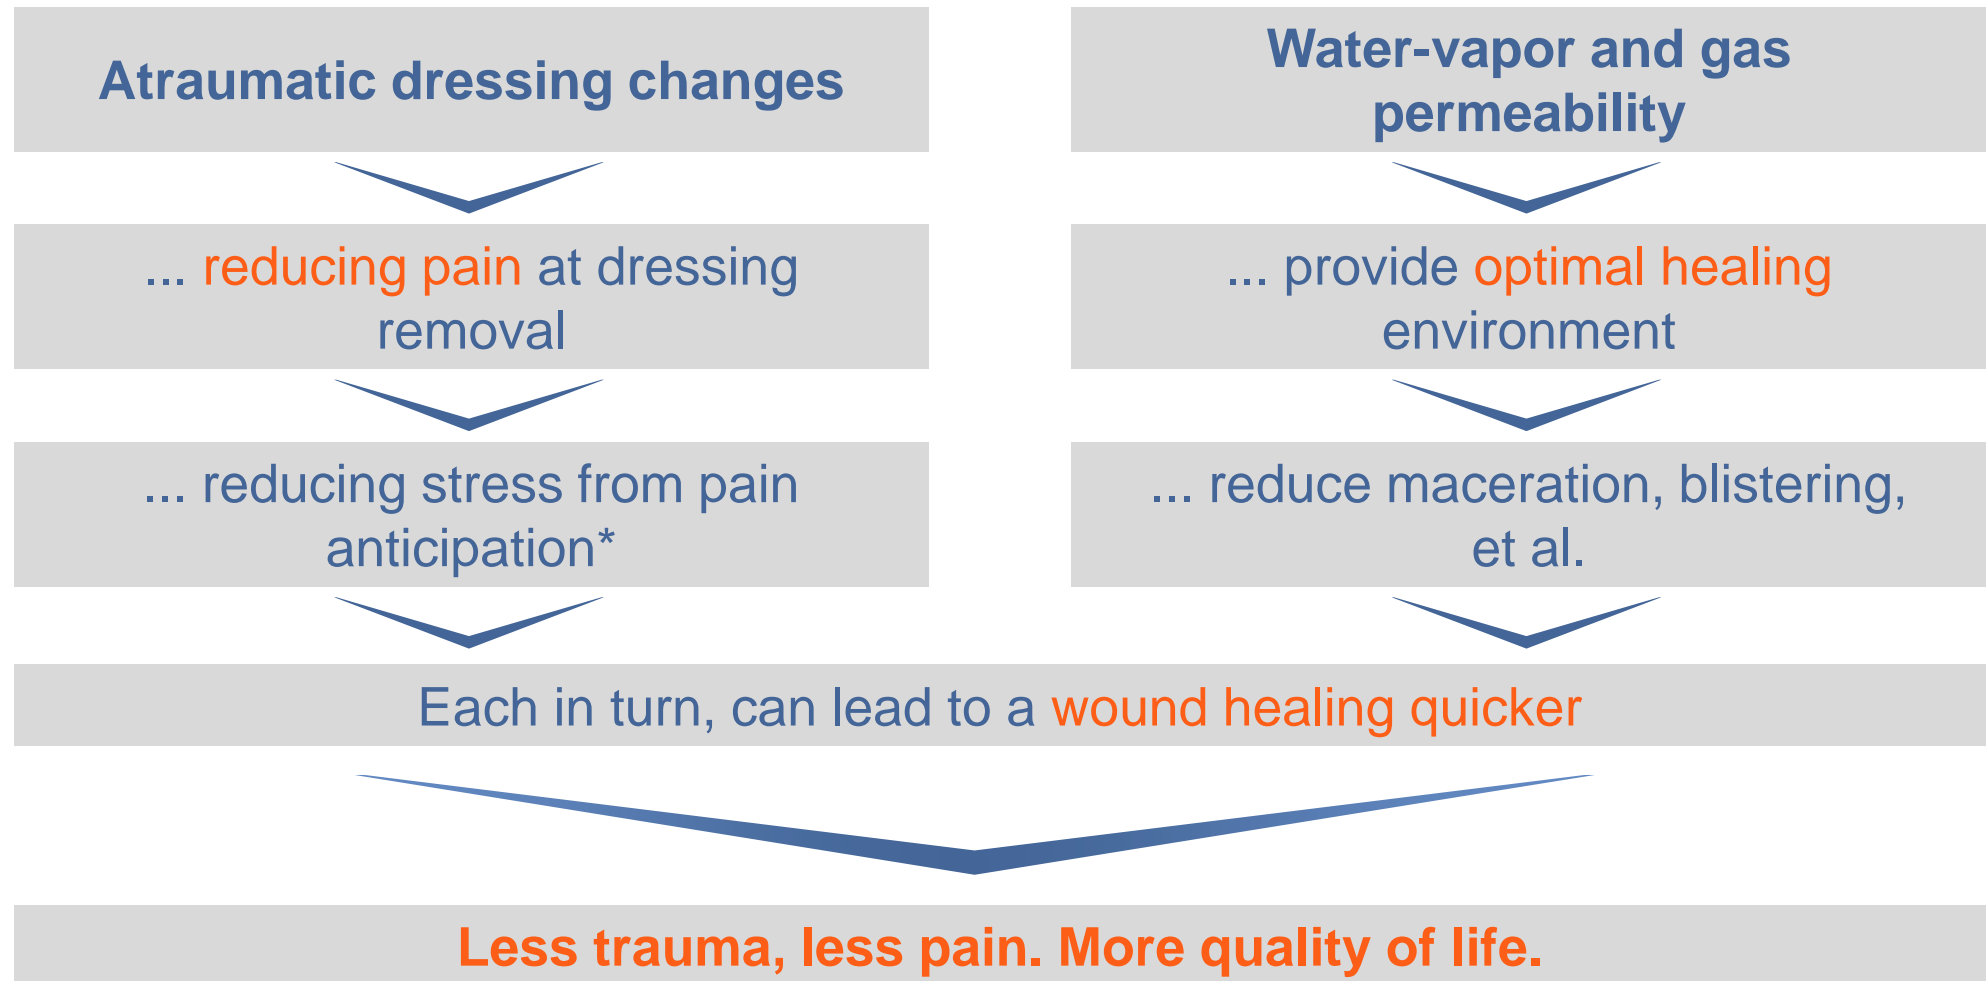 Atraumatic dressing changes
Water-vapor and gas
permeability
... reducing pain at dressing
removal
... provide optimal healing
environment
... reducing stress from pain
anticipation*
... reduce maceration, blistering,
et al.
Each in turn, can lead to a wound healing quicker
Less trauma, less pain. More quality of life.